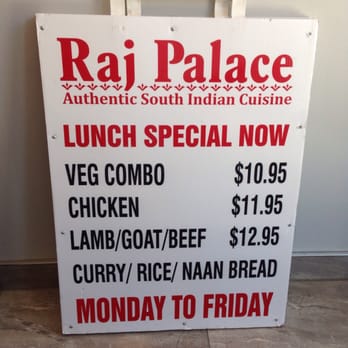 Raj Palace
Authentic South Indian Cuisine
LUNCH SPECIAL NOW
VEG COMBO $10.95
CHICKEN $11.95
LAMB/GOAT/BEEF $12.95
CURRY/ RICE/ NAAN BREAD
MONDAY TO FRIDAY